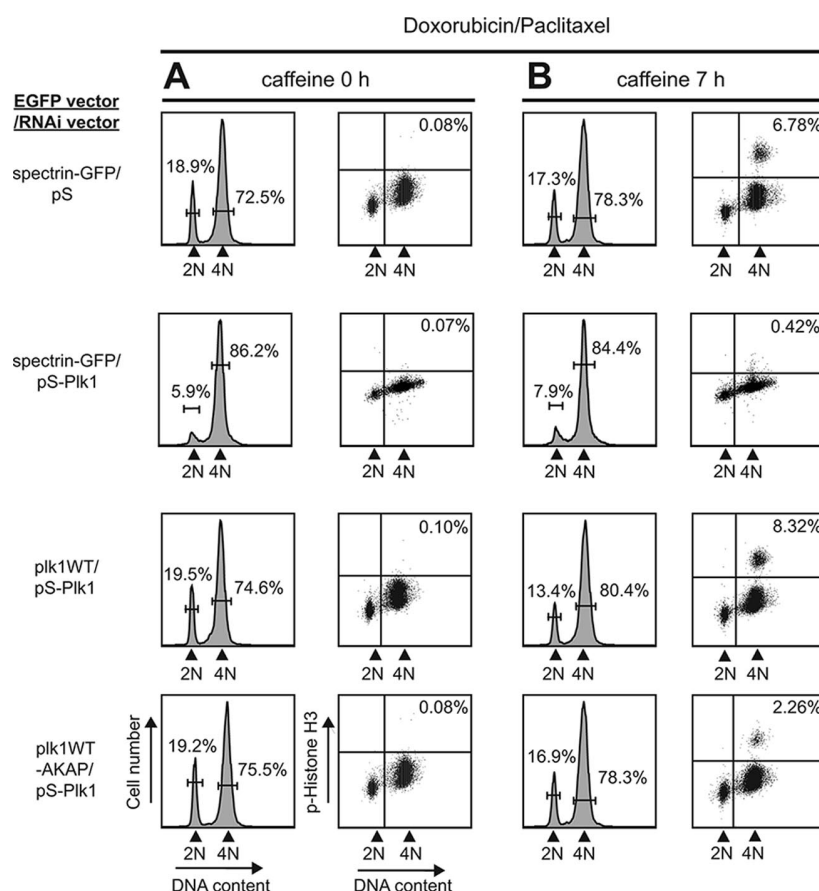 Doxorubicin/Paclitaxel
A
caffeine 0 h
B
caffeine 7 h
EGFP vector
/RNAi vector
spectrin-GFP/
pS
18.9%
72.5%
2N 4N
0.08%
2N 4N
17.3%
78.3%
2N 4N
6.78%
2N 4N
spectrin-GFP/
pS-Plk1
5.9%
86.2%
2N 4N
0.07%
2N 4N
7.9%
84.4%
2N 4N
0.42%
2N 4N
plk1WT/
pS-Plk1
19.5%
74.6%
2N 4N
0.10%
2N 4N
13.4%
80.4%
2N 4N
8.32%
2N 4N
plk1WT
-AKAP/
pS-Plk1
Cell number
19.2%
75.5%
2N 4N
DNA content
p-Histone H3
0.08%
2N 4N
DNA content
16.9%
78.3%
2N 4N
2.26%
2N 4N